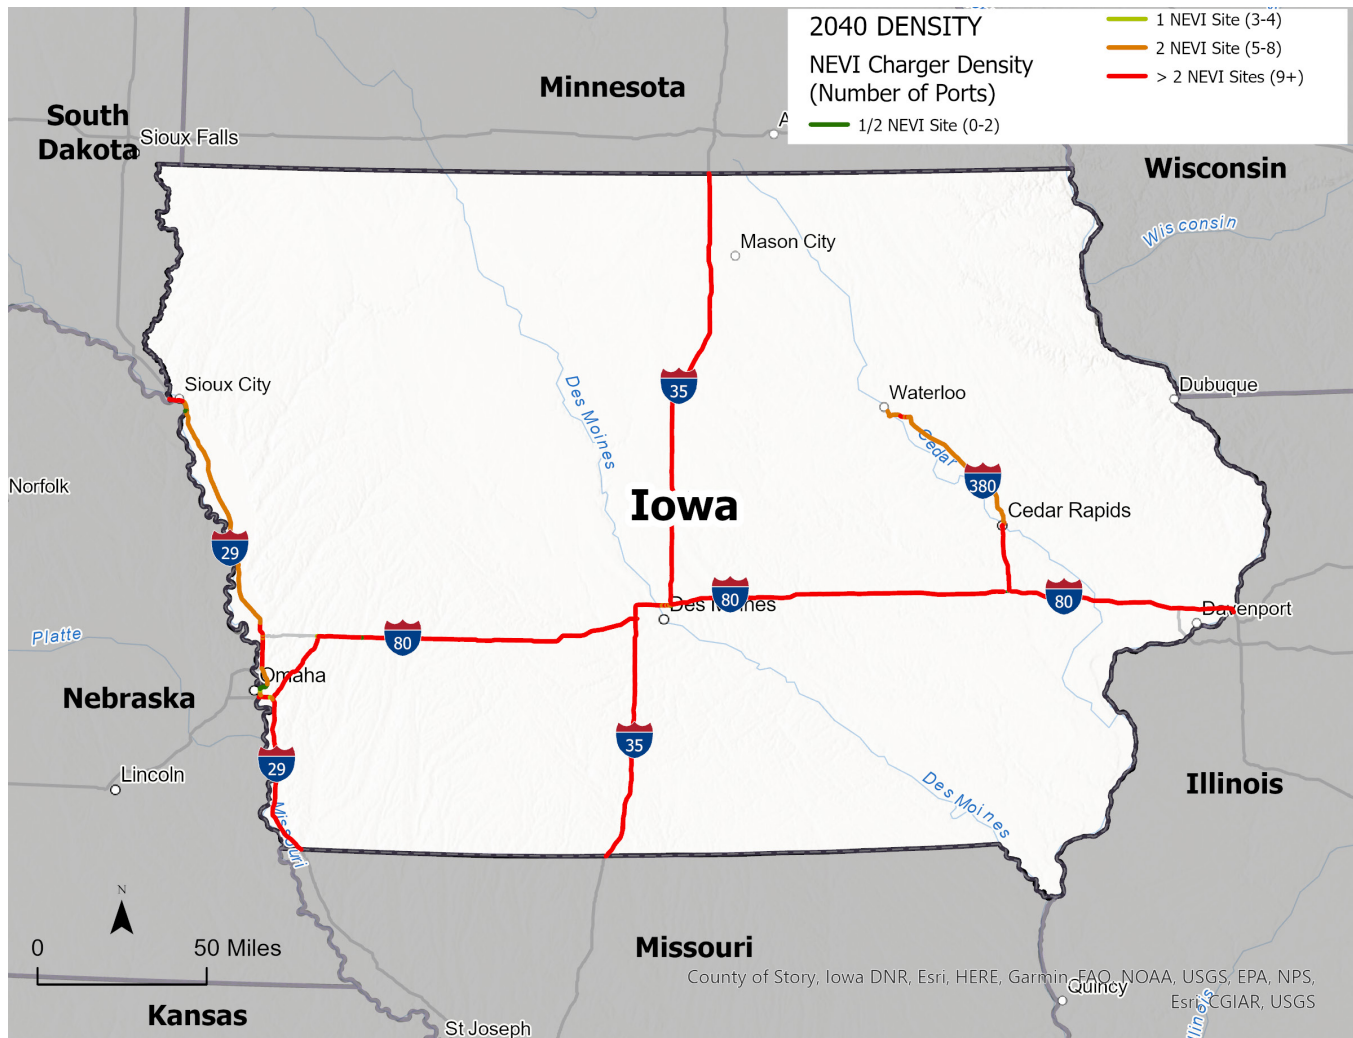 2040 DENSITY
NEVI Charger Density
(Number of Ports)
1/2 NEVI Site (0-2)
1 NEVI Site (3-4)
2 NEVI Site (5-8)
> 2 NEVI Sites (9+)
Minnesota
South
Dakota
Sioux Falls
A
Wisconsin
Wisconsin
Mason City
Sioux City
Dubuque
35
Waterloo
Des Moines
Cedar
Norfolk
380
Iowa
Cedar Rapids
29
80
80
Des Moines
Davenport
Platte
80
Omaha
Nebraska
35
29
Lincoln
Illinois
Des Moines
Missouri
N
0
50 Miles
Missouri
County of Story, Iowa DNR, Esri, HERE, Garmin, FAO, NOAA, USGS, EPA, NPS,
Esri, CGIAR, USGS
Quincy
Kansas
St Joseph